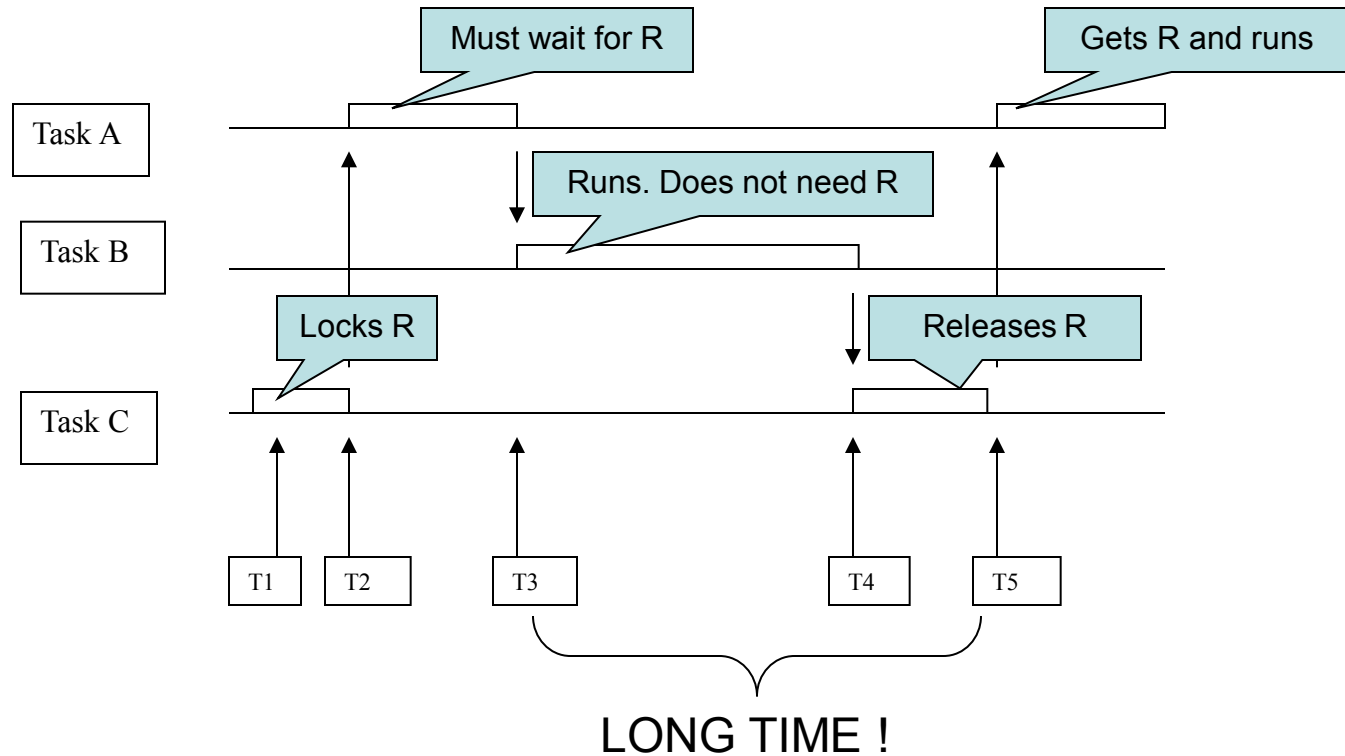 Must wait for R
Gets R and runs
Task A
Runs. Does not need R
Task B
Locks R
Releases R
Task C
T1
T2
T3
T4
T5
LONG TIME !